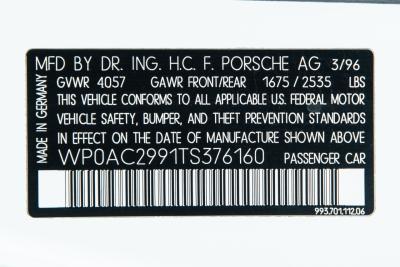 MFD BY DR. ING. H.C. F. PORSCHE AG 3/96
GVWR 4057 GAWR FRONT/REAR 1675 / 2535 LBS
THIS VEHICLE CONFORMS TO ALL APPLICABLE U.S. FEDERAL MOTOR
VEHICLE SAFETY, BUMPER, AND THEFT PREVENTION STANDARDS
IN EFFECT ON THE DATE OF MANUFACTURE SHOWN ABOVE.
WP0AC2991TS376160 PASSENGER CAR
993.701.112.06
MADE IN GERMANY